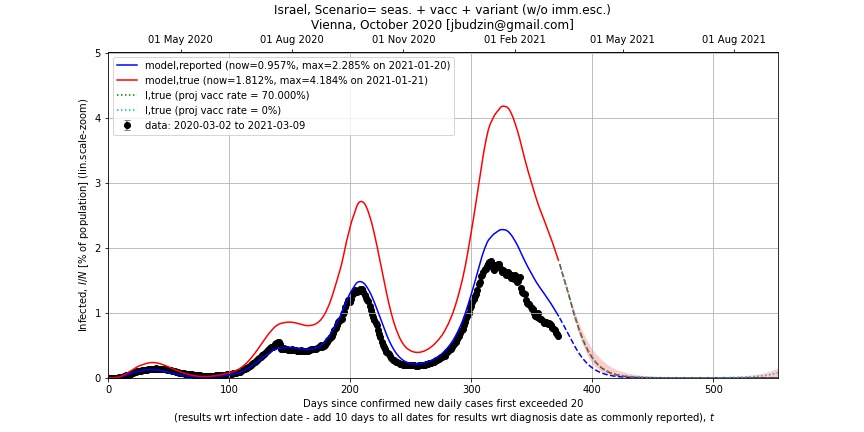 Israel, Scenario= seas. + vacc + variant (w/o imm.esc.)
Vienna, October 2020 [jbudzin@gmail.com]
01 May 2020 01 Aug 2020 01 Nov 2020 01 Feb 2021 01 May 2021 01 Aug 2021
model,reported (now=0.957%, max=2.285% on 2021-01-20)
model,true (now=1.812%, max=4.184% on 2021-01-21)
I,true (proj vacc rate = 70.000%)
I,true (proj vacc rate = 0%)
data: 2020-03-02 to 2021-03-09
Infected, I/N [% of population] (lin.scale-zoom)
5
4
3
2
1
0
0 100 200 300 400 500
Days since confirmed new daily cases exceeded 20
(results wrt infection date - add 10 days to all dates for results wrt diagnosis date as commonly reported), t